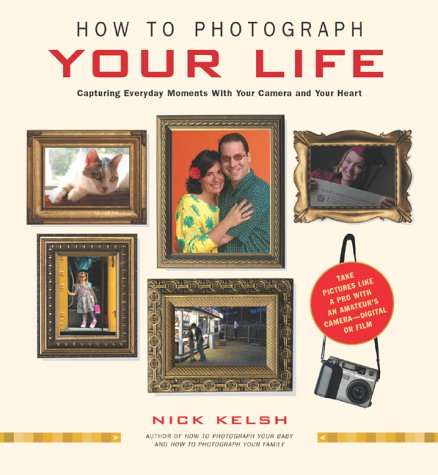 HOW TO PHOTOGRAPH
YOUR LIFE
Capturing Everyday Moments With Your Camera and Your Heart
TAKE
PICTURES LIKE
A PRO WITH
AN AMATEUR'S
CAMERA—DIGITAL
OR FILM
NICK KELSH
AUTHOR OF HOW TO PHOTOGRAPH YOUR BABY
AND HOW TO PHOTOGRAPH YOUR FAMILY